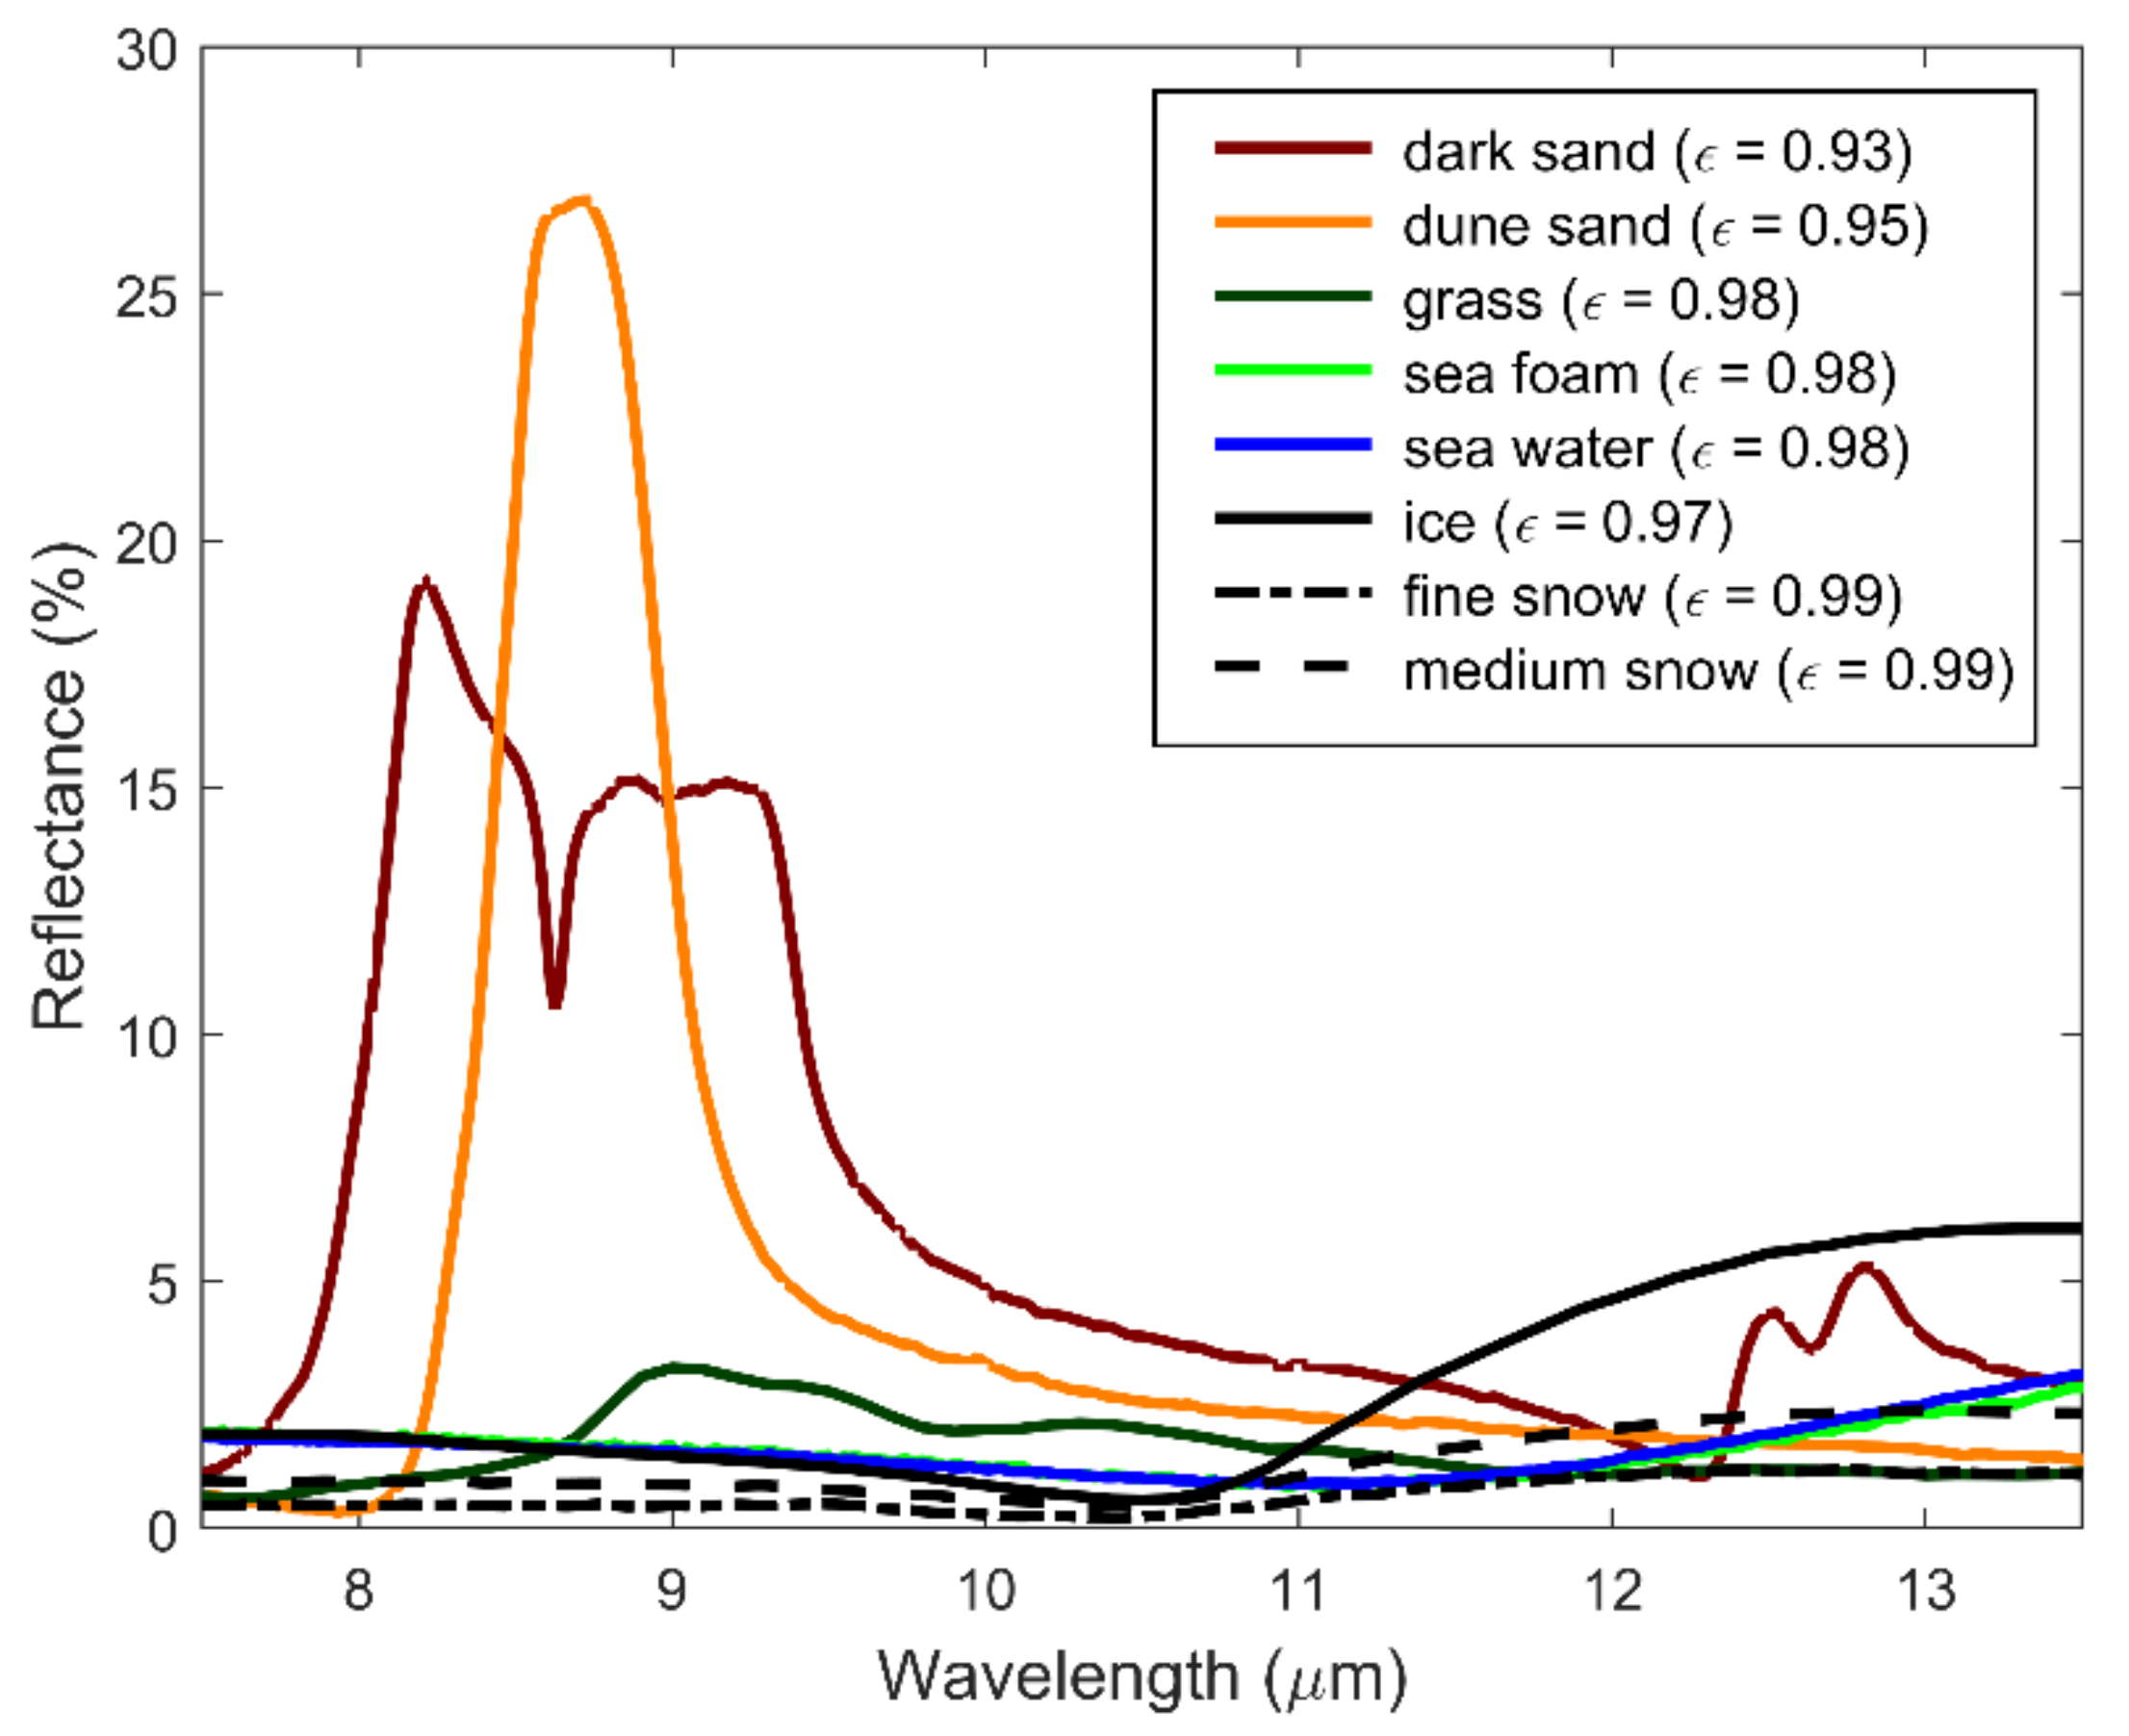 30
25
20
15
10
5
0
Reflectance (%)
dark sand (ϵ = 0.93)
dune sand (ϵ = 0.95)
grass (ϵ = 0.98)
sea foam (ϵ = 0.98)
sea water (ϵ = 0.98)
ice (ϵ = 0.97)
fine snow (ϵ = 0.99)
medium snow (ϵ = 0.99)
8 9 10 11 12 13
Wavelength (μm)